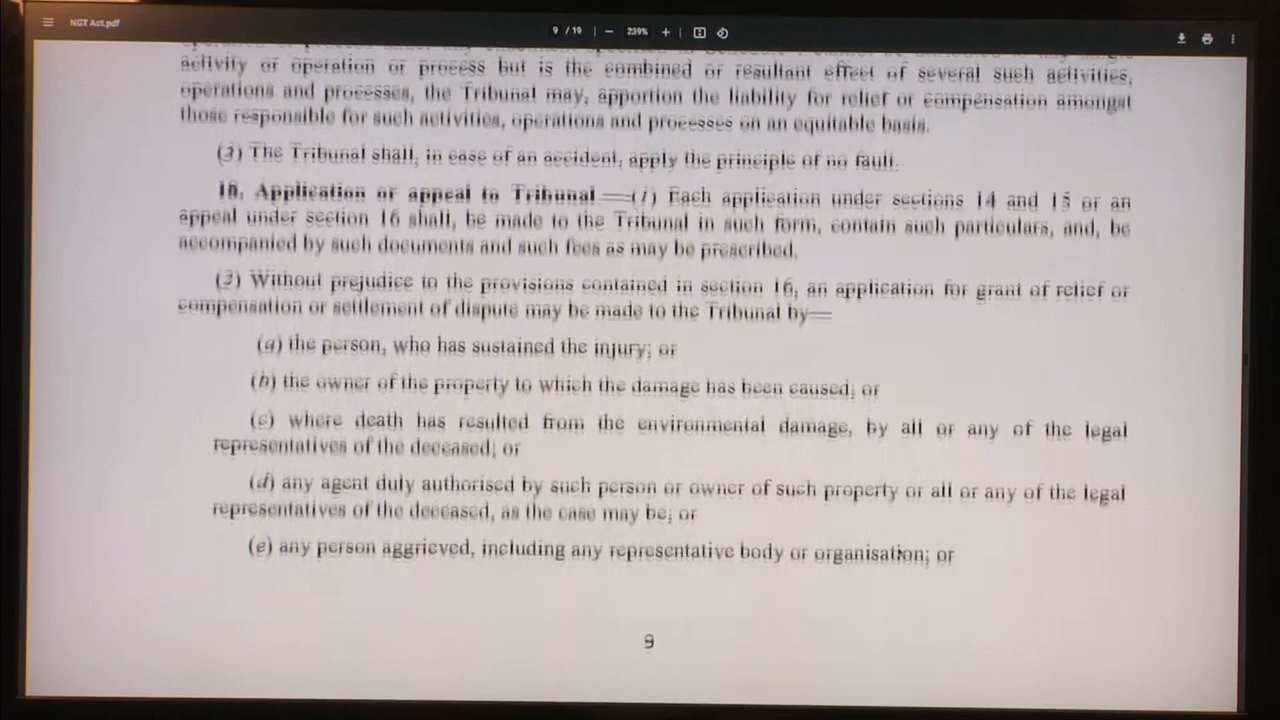 NGT Act.pdf
9 / 19 | − 239% +
activity or operation or process but is the combined or resultant effect of several such activities,
operations and processes, the Tribunal may, apportion the liability for relief or compensation amongst
those responsible for such activities, operations and processes on an equitable basis.
(3) The Tribunal shall, in case of an accident, apply the principle of no fault.
18. Application or appeal to Tribunal.—(1) Each application under sections 14 and 15 or an
appeal under section 16 shall, be made to the Tribunal in such form, contain such particulars, and, be
accompanied by such documents and such fees as may be prescribed.
(2) Without prejudice to the provisions contained in section 16, an application for grant of relief or
compensation or settlement of dispute may be made to the Tribunal by—
(a) the person, who has sustained the injury; or
(b) the owner of the property to which the damage has been caused; or
(c) where death has resulted from the environmental damage, by all or any of the legal
representatives of the deceased; or
(d) any agent duly authorised by such person or owner of such property or all or any of the legal
representatives of the deceased, as the case may be; or
(e) any person aggrieved, including any representative body or organisation; or
9